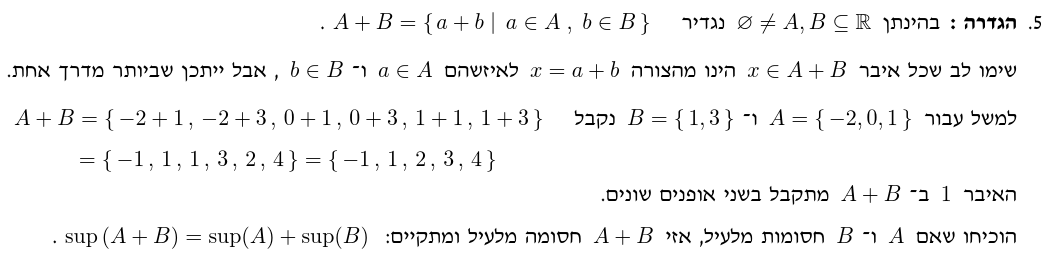 5. הגדרה : בהינתן ∅ ≠ A, B ⊆ ℝ נגדיר A + B = { a + b | a ∈ A , b ∈ B } .
שימו לב שכל איבר x ∈ A + B הינו מהצורה x = a + b לאיזשהם a ∈ A ו־ b ∈ B , אבל ייתכן שביותר מדרך אחת.
למשל עבור A = { −2, 0, 1 } ו־ B = { 1, 3 } נקבל A + B = { −2 + 1 , −2 + 3 , 0 + 1 , 0 + 3 , 1 + 1 , 1 + 3 }
= { −1 , 1 , 1 , 3 , 2 , 4 } = { −1 , 1 , 2 , 3 , 4 }
האיבר 1 ב־ A + B מתקבל בשני אופנים שונים.
הוכיחו שאם A ו־ B חסומות מלעיל, אזי A + B חסומה מלעיל ומתקיים: sup (A + B) = sup(A) + sup(B) .